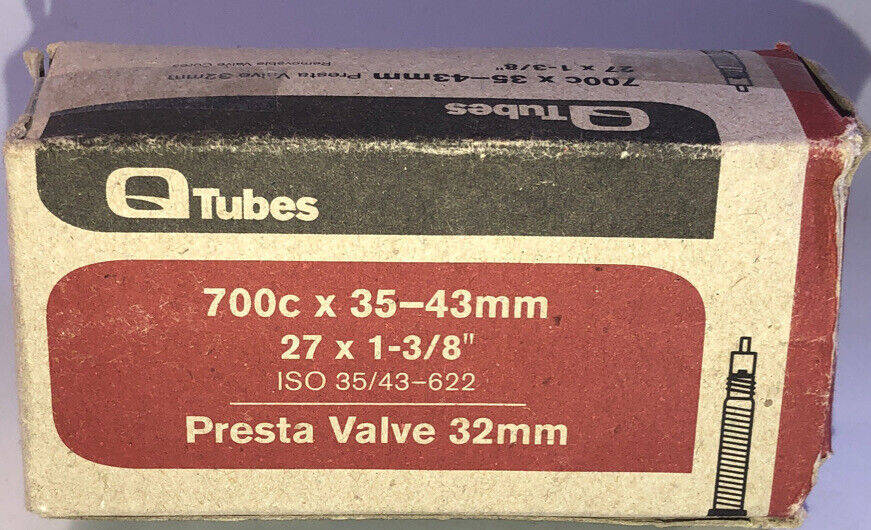 700c x 35–43mm Presta Valve 32mm
27 x 1-3/8" Removable Valve Cores
Q Tubes
Q Tubes
700c x 35–43mm
27 x 1-3/8"
ISO 35/43–622
Presta Valve 32mm